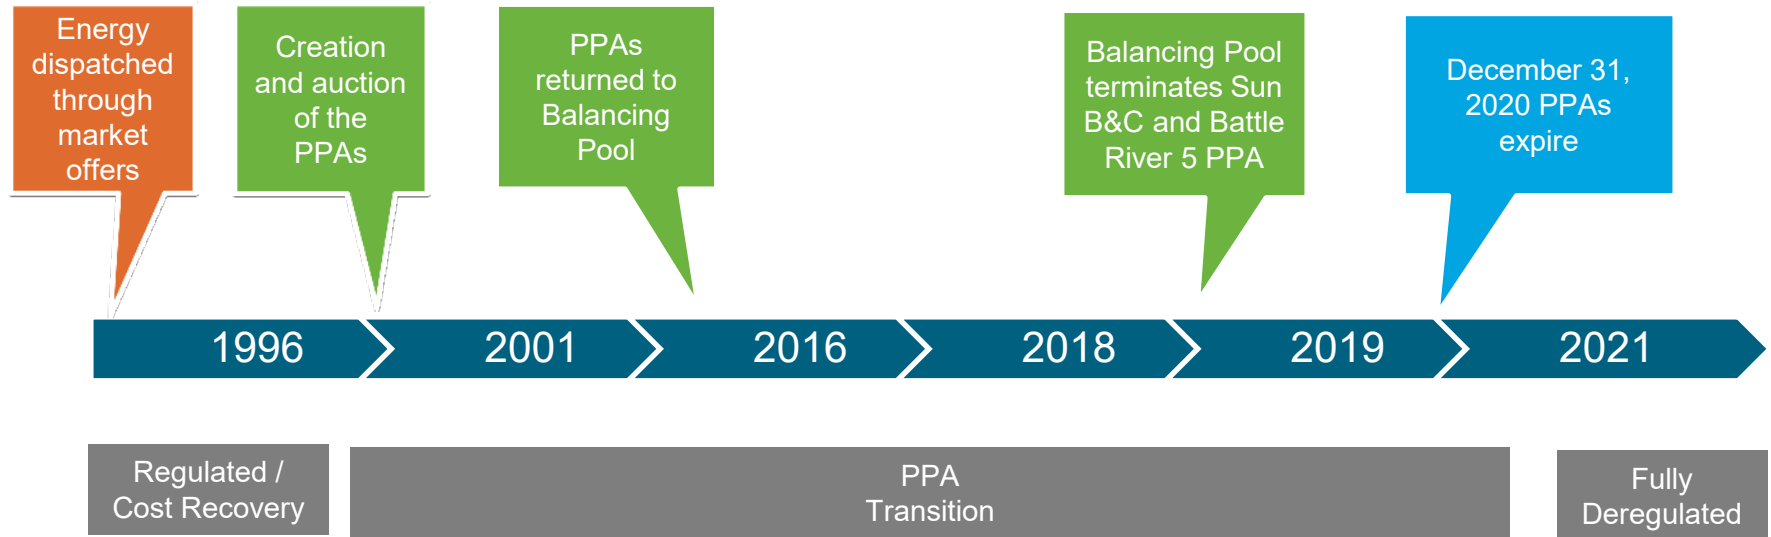 Energy
dispatched
through
market
offers
Creation
and auction
of the
PPAs
PPAs
returned to
Balancing
Pool
Balancing Pool
terminates Sun
B&C and Battle
River 5 PPA
December 31,
2020 PPAs
expire
1996
2001
2016
2018
2019
2021
Regulated /
Cost Recovery
PPA
Transition
Fully
Deregulated